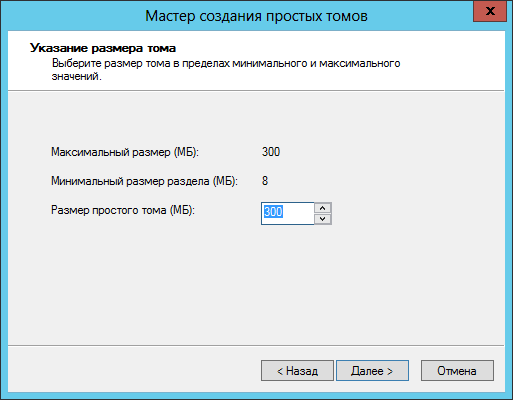 Мастер создания простых томов
x
Указание размера тома
Выберите размер тома в пределах минимального и максимального
значений.
Максимальный размер (МБ): 300
Минимальный размер раздела (МБ): 8
Размер простого тома (МБ): 300
< Назад Далее > Отмена